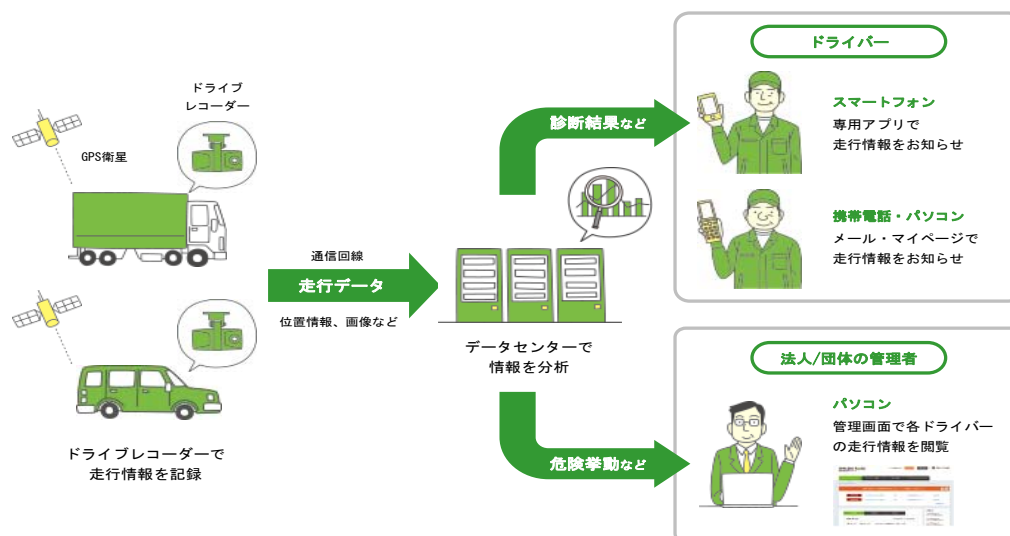 ドライブ
レコーダー
GPS衛星
ドライブレコーダーで
走行情報を記録
通信回線
走行データ
位置情報、画像など
データセンターで
情報を分析
診断結果など
危険挙動など
ドライバー
スマートフォン
専用アプリで
走行情報をお知らせ
携帯電話・パソコン
メール・マイページで
走行情報をお知らせ
法人/団体の管理者
パソコン
管理画面で各ドライバー
の走行情報を閲覧